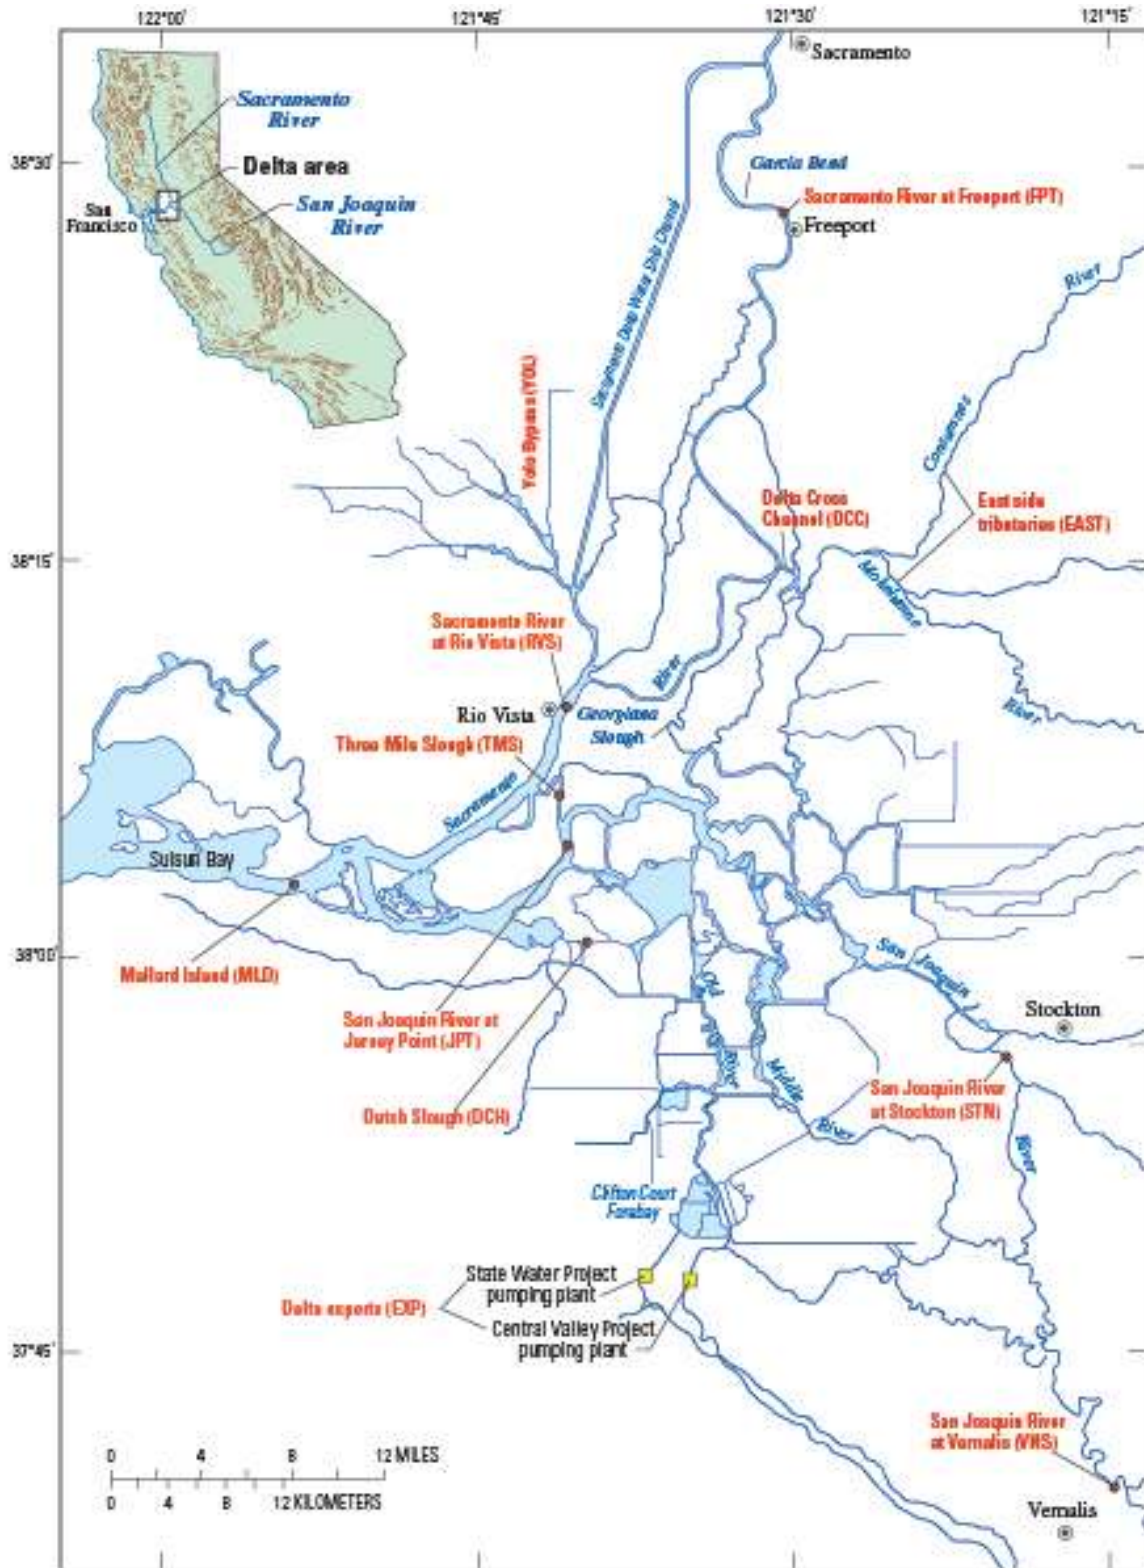 122°00'
121°45'
121°30'
121°15'
Sacramento
Sacramento
River
38°30'
Delta area
Garcia Bend
San
Francisco
San Joaquin
River
Sacramento River at Freeport (FPT)
Freeport
Sacramento Deep Water Ship Channel
River
Yolo Bypass (YOL)
Cosumnes
Delta Cross
Channel (DCC)
Eastside
tributaries (EAST)
38°15'
Mokelumne
Sacramento River
at Rio Vista (RVS)
River
River
Rio Vista
Georgiana
Slough
Three Mile Slough (TMS)
Sacramento
Suisun Bay
38°00'
San Joaquin
Mallard Island (MLD)
Old
River
Stockton
San Joaquin River at
Jersey Point (JPT)
Middle
River
San Joaquin River
at Stockton (STN)
Dutch Slough (DCH)
River
Clifton Court
Forebay
State Water Project
pumping plant
Delta exports (EXP)
Central Valley Project
pumping plant
37°45'
San Joaquin River
at Vernalis (VNS)
0 4 8 12 MILES
0 4 8 12 KILOMETERS
Vernalis